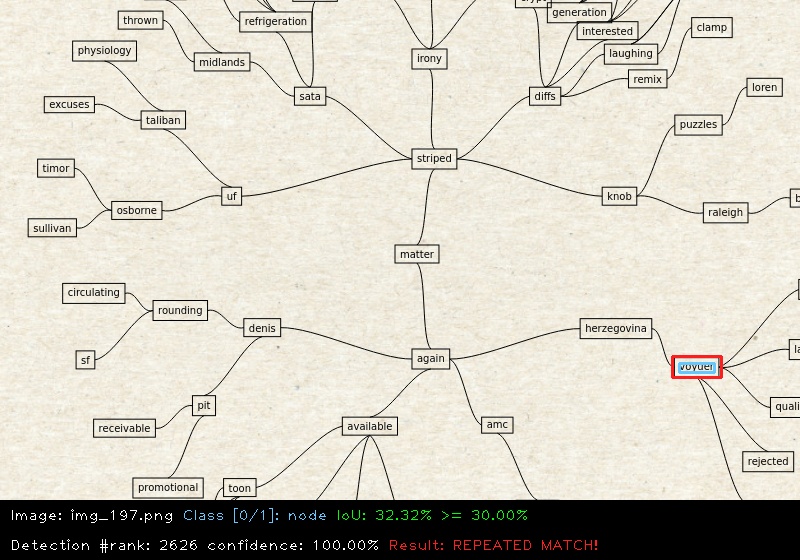 refrigeration
generation
thrown
interested
clamp
physiology
laughing
irony
midlands
remix
loren
excuses
sata
diffs
taliban
puzzles
striped
timor
uf
knob
osborne
raleigh
sullivan
matter
circulating
rounding
denis
herzegovina
again
sf
pit
receivable
available
amc
rejected
promotional
toon
Image: img_197.png Class [0/1]: node IoU: 32.32% >= 30.00%
Detection #rank: 2626 confidence: 100.00% Result: REPEATED MATCH!